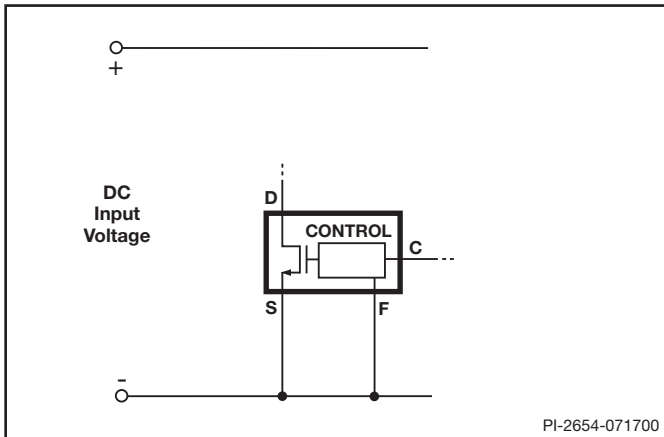 +
D
DC
Input
Voltage
CONTROL
C
S
F
-
PI-2654-071700